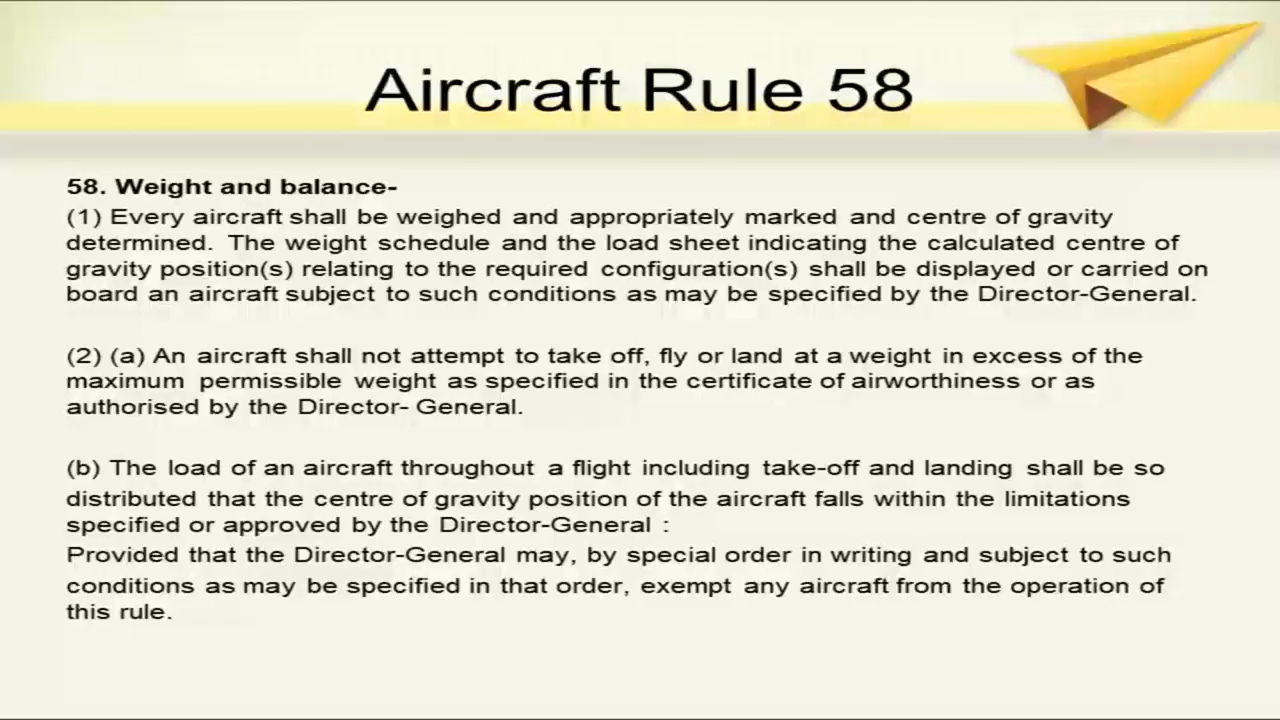 Aircraft Rule 58
58. Weight and balance-
(1) Every aircraft shall be weighed and appropriately marked and centre of gravity
determined. The weight schedule and the load sheet indicating the calculated centre of
gravity position(s) relating to the required configuration(s) shall be displayed or carried on
board an aircraft subject to such conditions as may be specified by the Director-General.
(2) (a) An aircraft shall not attempt to take off, fly or land at a weight in excess of the
maximum permissible weight as specified in the certificate of airworthiness or as
authorised by the Director- General.
(b) The load of an aircraft throughout a flight including take-off and landing shall be so
distributed that the centre of gravity position of the aircraft falls within the limitations
specified or approved by the Director-General :
Provided that the Director-General may, by special order in writing and subject to such
conditions as may be specified in that order, exempt any aircraft from the operation of
this rule.